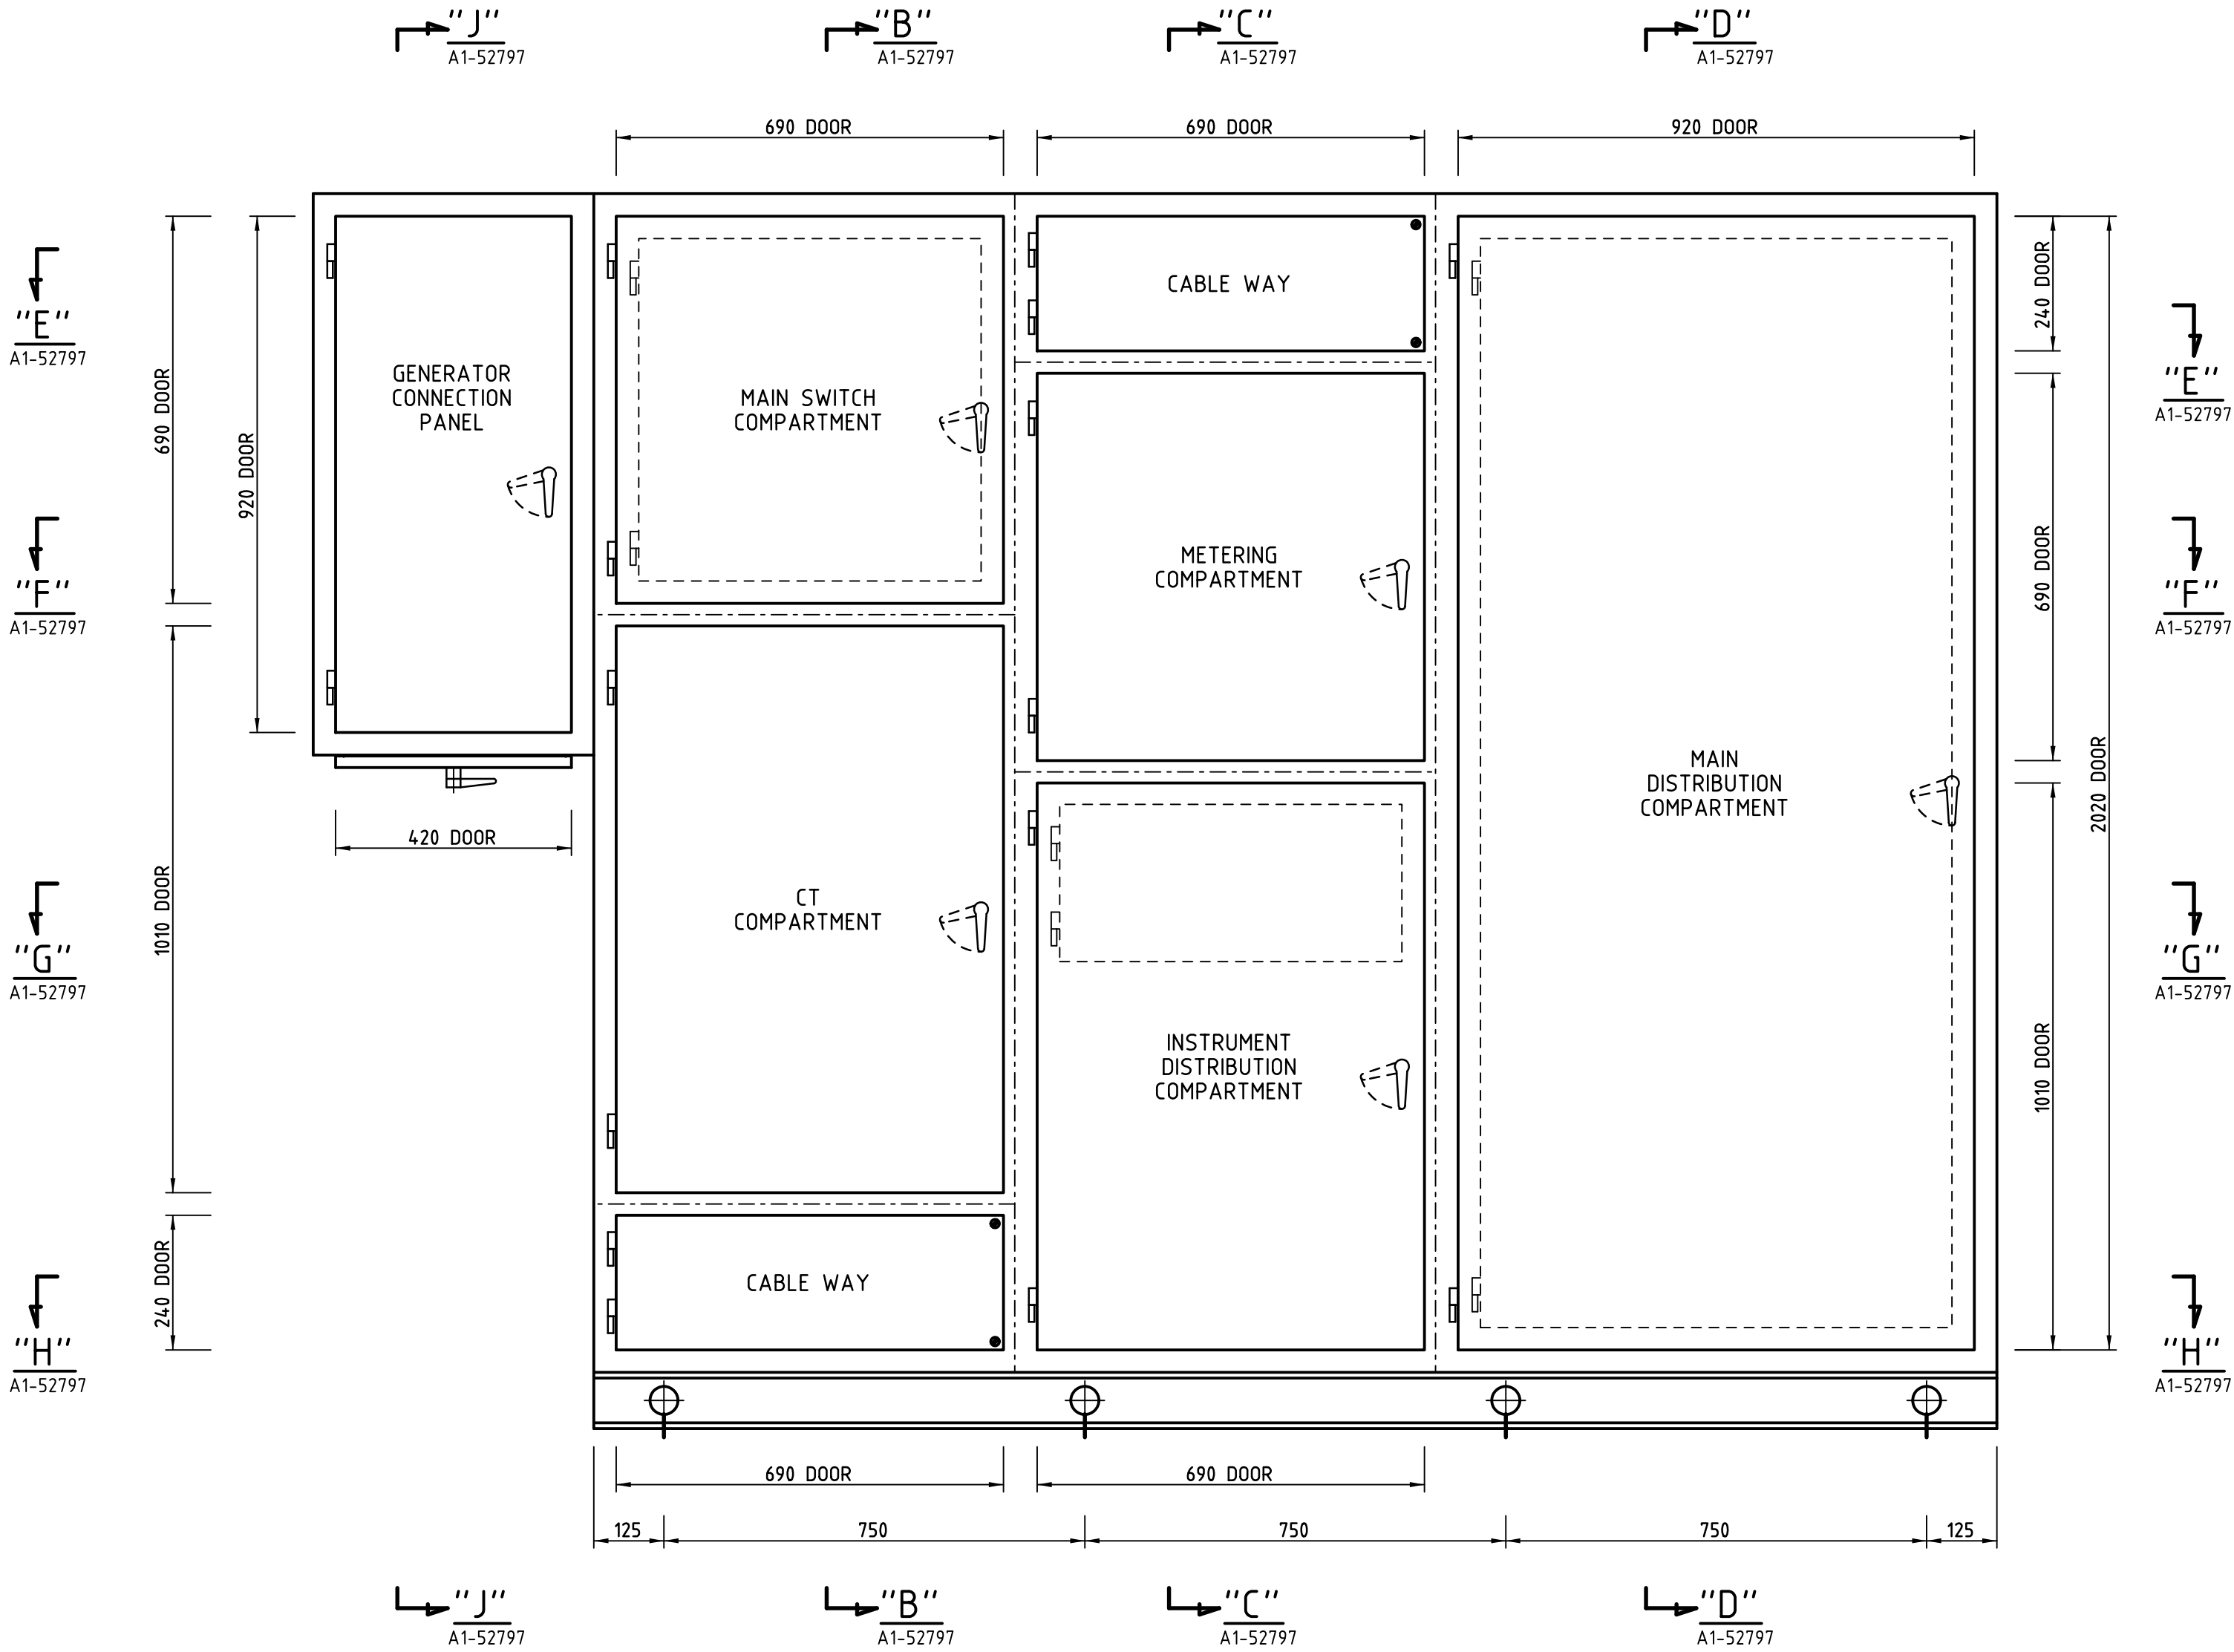 "J"
A1-52797
"B"
A1-52797
"C"
A1-52797
"D"
A1-52797
690 DOOR
690 DOOR
920 DOOR
"E"
A1-52797
"F"
A1-52797
"G"
A1-52797
"H"
A1-52797
690 DOOR
1010 DOOR
240 DOOR
920 DOOR
GENERATOR
CONNECTION
PANEL
420 DOOR
MAIN SWITCH
COMPARTMENT
CT
COMPARTMENT
CABLE WAY
CABLE WAY
METERING
COMPARTMENT
INSTRUMENT
DISTRIBUTION
COMPARTMENT
MAIN
DISTRIBUTION
COMPARTMENT
240 DOOR
690 DOOR
1010 DOOR
2020 DOOR
"E"
A1-52797
"F"
A1-52797
"G"
A1-52797
"H"
A1-52797
690 DOOR
690 DOOR
125
750
750
750
125
"J"
A1-52797
"B"
A1-52797
"C"
A1-52797
"D"
A1-52797